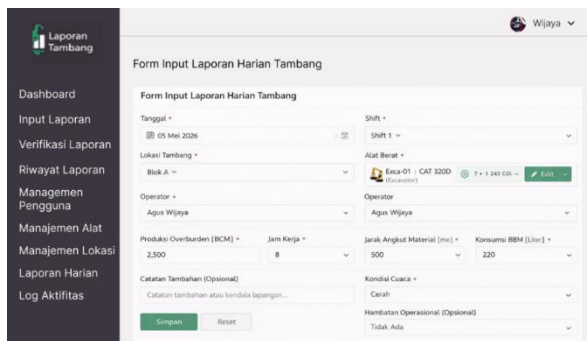 Laporan
Tambang
Wijaya
Dashboard
Input Laporan
Verifikasi Laporan
Riwayat Laporan
Managemen
Pengguna
Manajemen Alat
Manajemen Lokasi
Laporan Harian
Log Aktifitas
Form Input Laporan Harian Tambang
Form Input Laporan Harian Tambang
Tanggal *
Shift *
05 Mei 2026
Shift 1
Lokasi Tambang *
Alat Berat *
Blok A
Exca-01 : CAT 320D
(Excavator)
Edit
Operator *
Operator
Agus Wijaya
Agus Wijaya
Produksi Overburden [BCM] *
Jam Kerja *
Jarak Angkut Material [me] *
Konsumsi BBM [Liter] *
2,500
8
500
220
Catatan Tambahan (Opsional)
Kondisi Cuaca *
Catatan tambahan atau kendala lapangan...
Cerah
Simpan
Reset
Hambatan Operasional (Opsional)
Tidak Ada